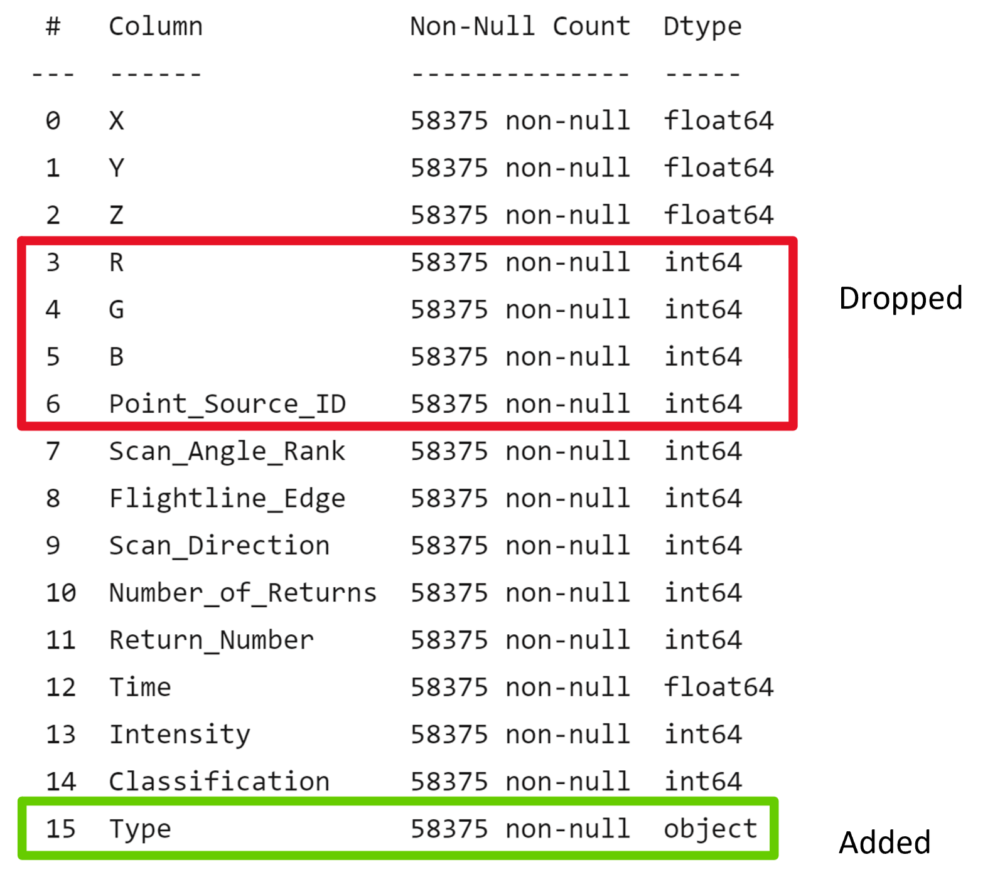 # Column Non-Null Count Dtype
--- ------ -------------- -----
0 X 58375 non-null float64
1 Y 58375 non-null float64
2 Z 58375 non-null float64
3 R 58375 non-null int64
4 G 58375 non-null int64
Dropped
5 B 58375 non-null int64
6 Point_Source_ID 58375 non-null int64
7 Scan_Angle_Rank 58375 non-null int64
8 Flightline_Edge 58375 non-null int64
9 Scan_Direction 58375 non-null int64
10 Number_of_Returns 58375 non-null int64
11 Return_Number 58375 non-null int64
12 Time 58375 non-null float64
13 Intensity 58375 non-null int64
14 Classification 58375 non-null int64
15 Type 58375 non-null object
Added